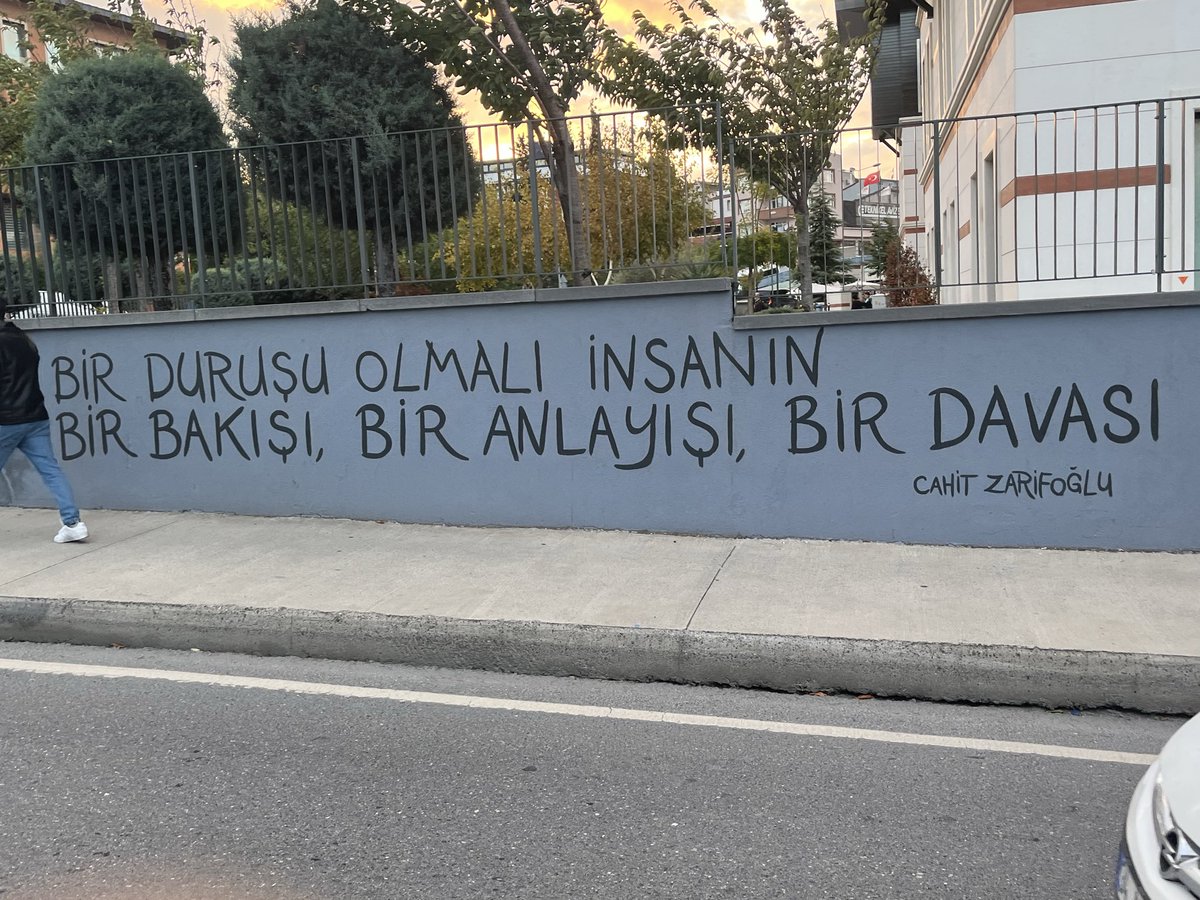 BİR DURUŞU OLMALI İNSANIN
BİR BAKIŞI, BİR ANLAYIŞI, BİR DAVASI
CAHİT ZARİFOĞLU